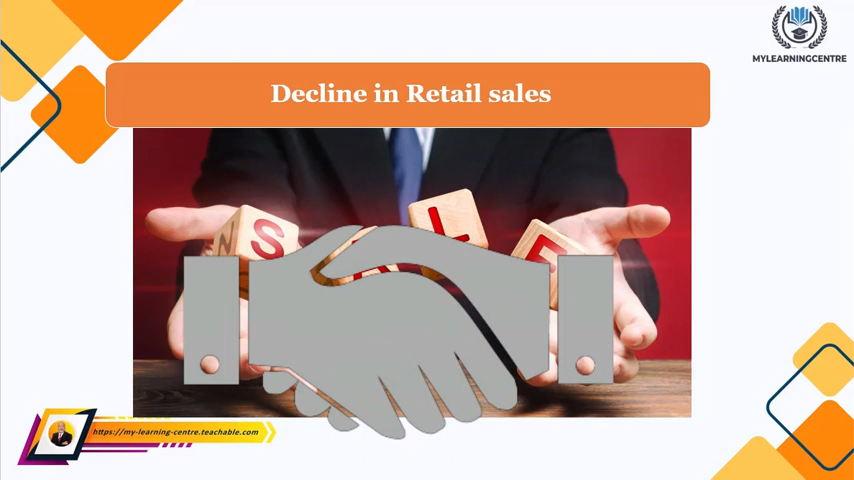 MYLEARNINGCENTRE
Decline in Retail sales
N S A L E
https://my-learning-centre.teachable.com